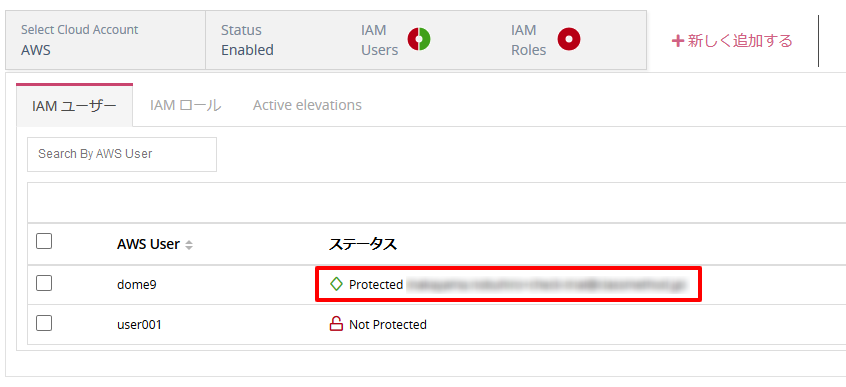 Select Cloud Account
AWS
Status
Enabled
IAM
Users
IAM
Roles
新しく追加する
IAM ユーザー
IAM ロール
Active elevations
Search By AWS User
AWS User
ステータス
dome9
Protected
user001
Not Protected